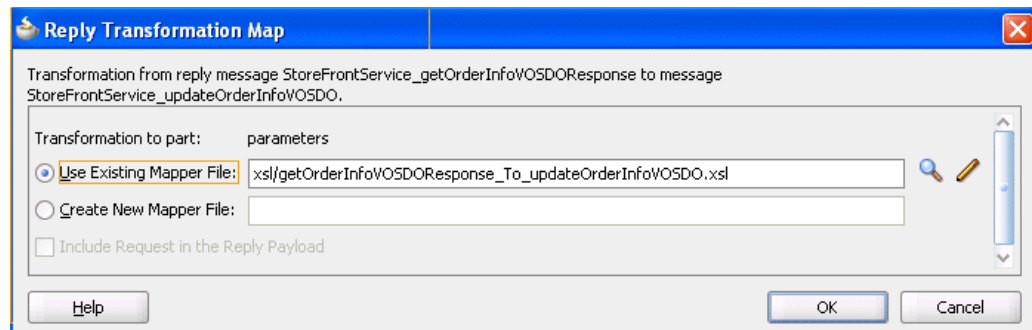 Reply Transformation Map
Transformation from reply message StoreFrontService_getOrderInfoVOSDOResponse to message
StoreFrontService_updateOrderInfoVOSDO.
Transformation to part: parameters
Use Existing Mapper File: xsl/getOrderInfoVOSDOResponse_To_updateOrderInfoVOSDO.xsl
Create New Mapper File:
Include Request in the Reply Payload
Help OK Cancel